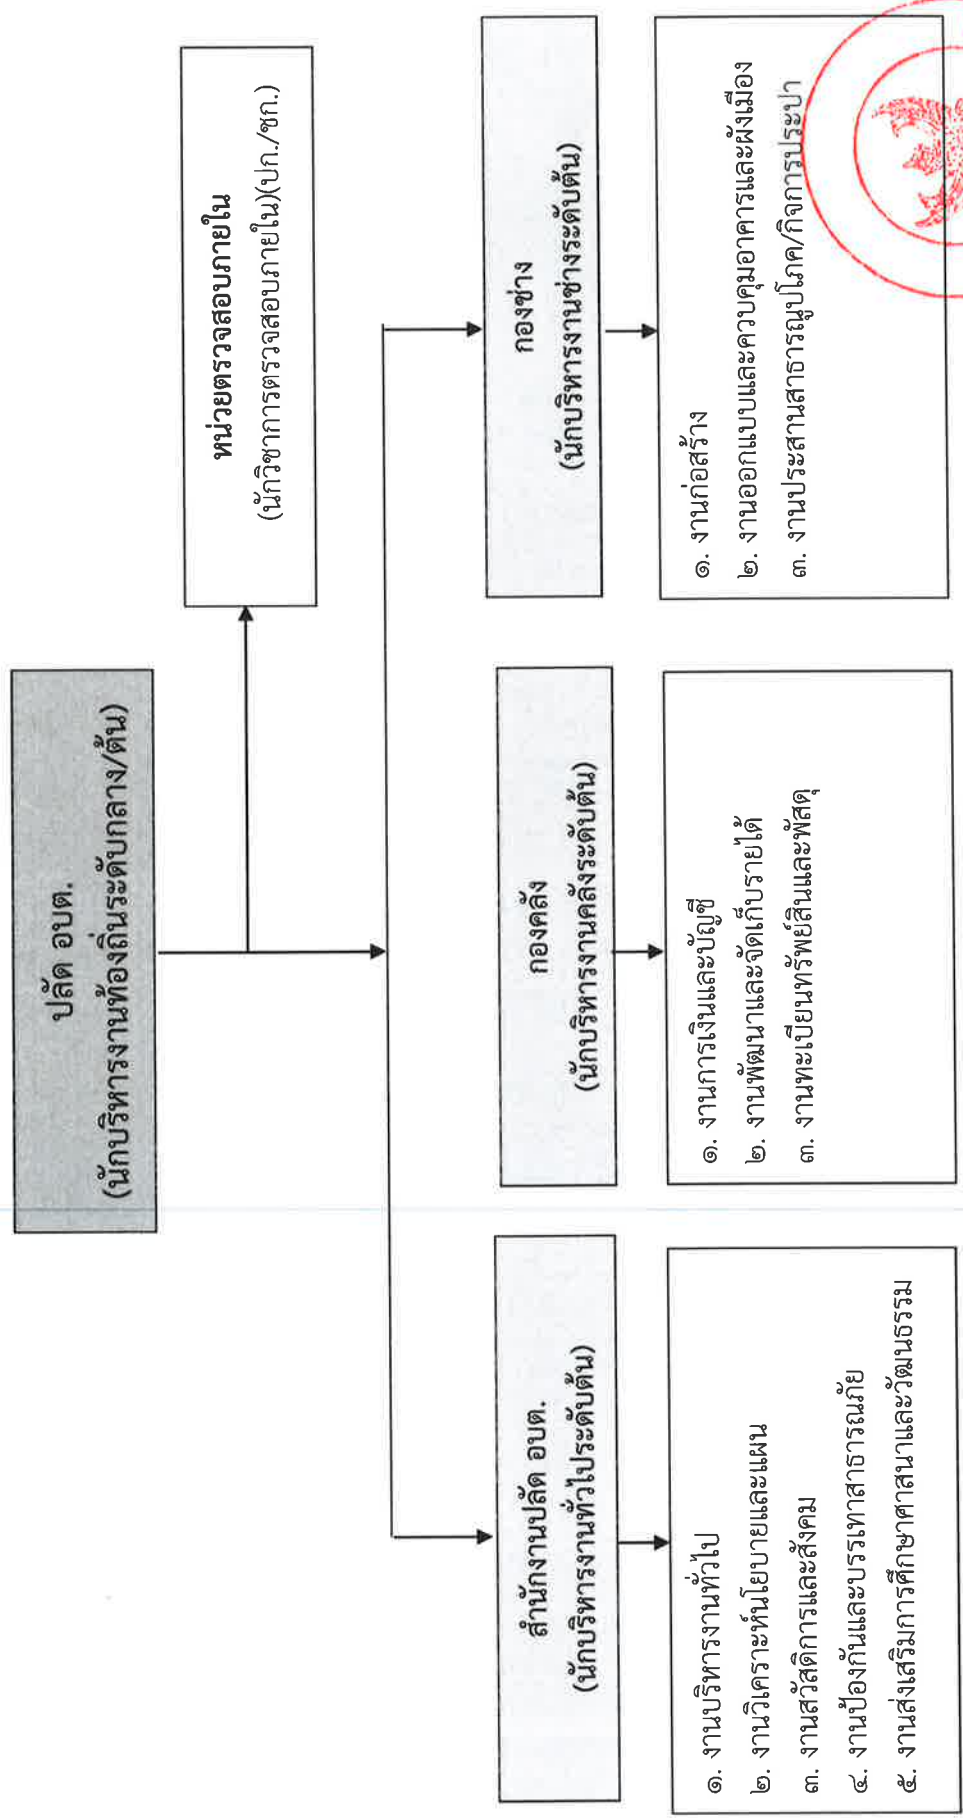 ปลัด อบต.
(นักบริหารงานท้องถิ่นระดับกลาง/ต้น)
หน่วยตรวจสอบภายใน
(นักวิชาการตรวจสอบภายใน)(ปก./ชก.)
สำนักงานปลัด อบต.
(นักบริหารงานทั่วไประดับต้น)
๑. งานบริหารงานทั่วไป
๒. งานวิเคราะห์นโยบายและแผน
๓. งานสวัสดิการและสังคม
๔. งานป้องกันและบรรเทาสาธารณภัย
๕. งานส่งเสริมการศึกษาศาสนาและวัฒนธรรม
กองคลัง
(นักบริหารงานคลังระดับต้น)
๑. งานการเงินและบัญชี
๒. งานพัฒนาและจัดเก็บรายได้
๓. งานทะเบียนทรัพย์สินและพัสดุ
กองช่าง
(นักบริหารงานช่างระดับต้น)
๑. งานก่อสร้าง
๒. งานออกแบบและควบคุมอาคารและผังเมือง
๓. งานประสานสาธารณูปโภค/กิจการประปา